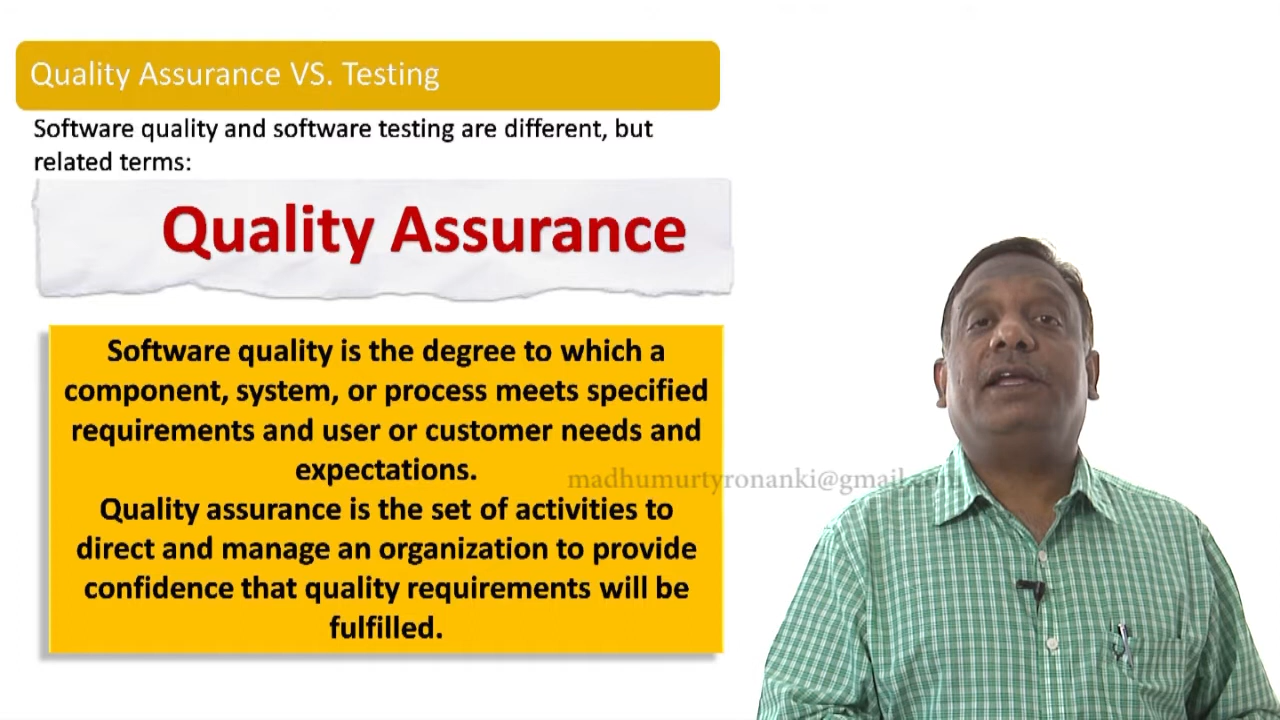 Quality Assurance VS. Testing
Software quality and software testing are different, but
related terms:
Quality Assurance
Software quality is the degree to which a
component, system, or process meets specified
requirements and user or customer needs and
expectations.
madhumurtyronanki@gmail.com
Quality assurance is the set of activities to
direct and manage an organization to provide
confidence that quality requirements will be
fulfilled.